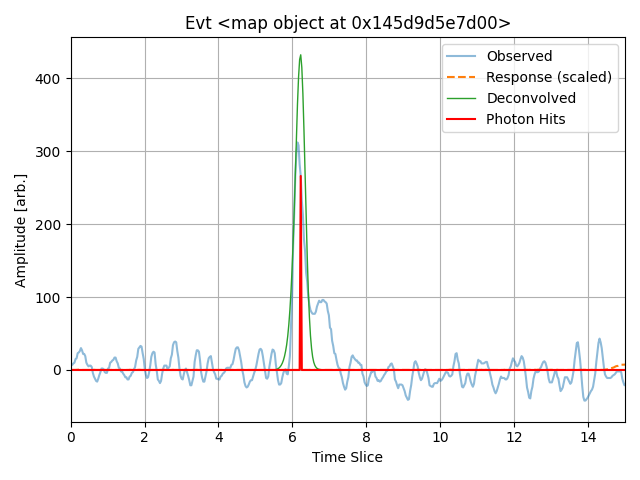 Evt <map object at 0x145d9d5e7d00>
Observed
Response (scaled)
Deconvolved
Photon Hits
Amplitude [arb.]
400
300
200
100
0
0 2 4 6 8 10 12 14
Time Slice